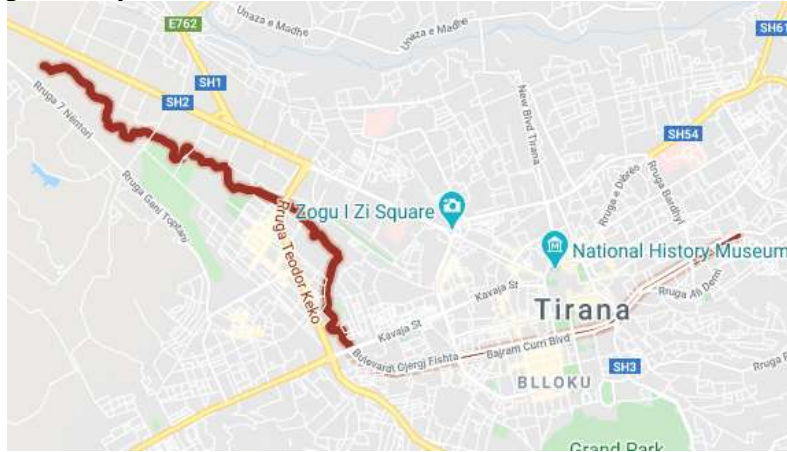 Unaza e Madhe
E762
Unaza e Madhe
SH61
SH1
SH2
New Blvd Tirana
SH54
Rruga 7 Nëntori
Rruga e Dibrës
Rruga Bardhyl
Rruga Gani Toptani
Zogu I Zi Square
Rruga Teodor Keko
National History Museum
Kavaja St
Rruga Ali Demi
Tirana
Kavaja St
Bulevardi Gjergj Fishta
Bajram Curri Blvd
SH3
BLLOKU
Grand Park